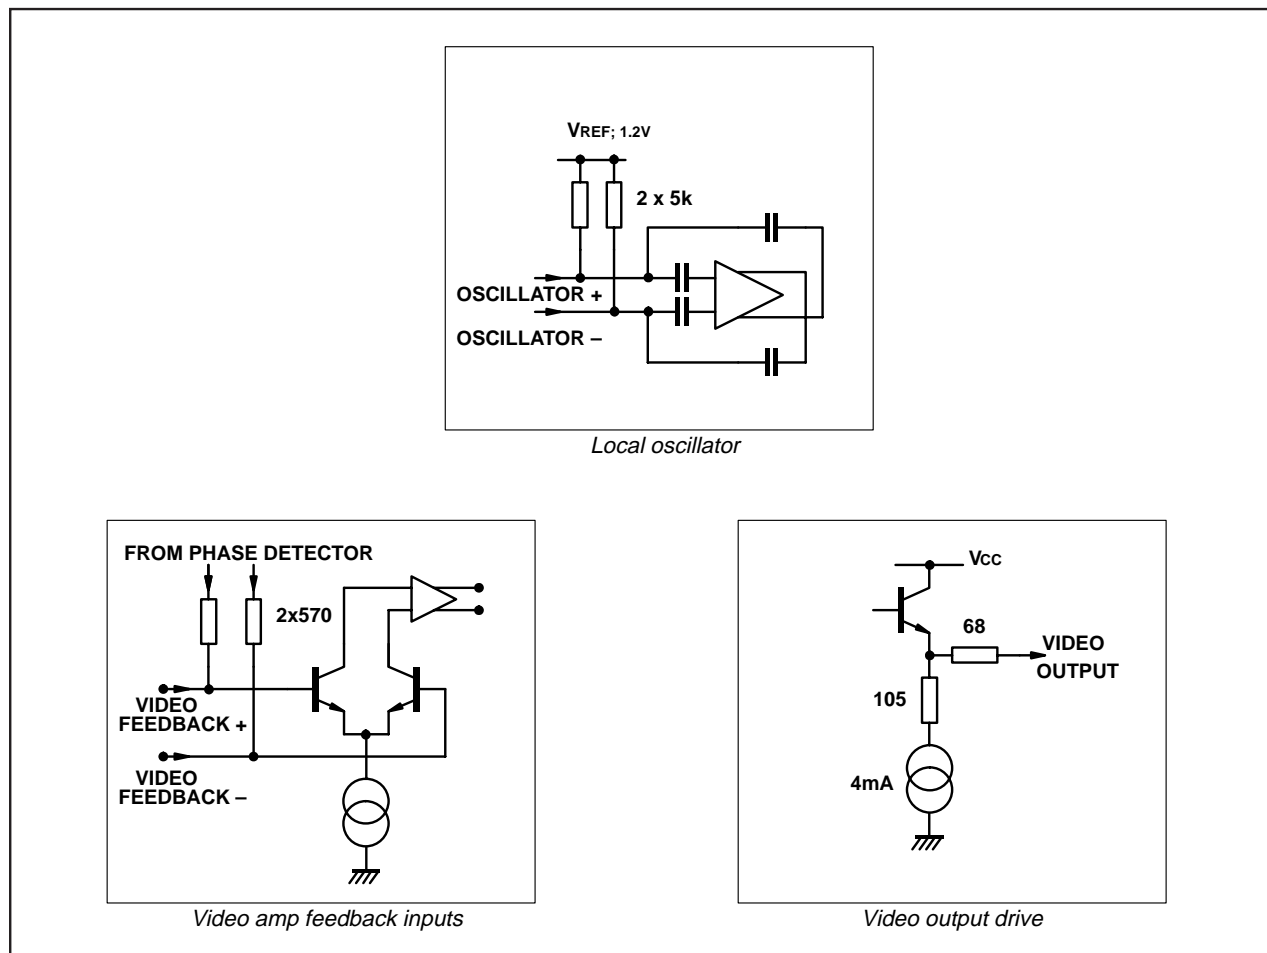 VREF; 1.2V
2 x 5k
OSCILLATOR +
OSCILLATOR –
Local oscillator
FROM PHASE DETECTOR
2x570
VIDEO
FEEDBACK +
VIDEO
FEEDBACK –
Video amp feedback inputs
VCC
68
VIDEO
OUTPUT
105
4mA
Video output drive